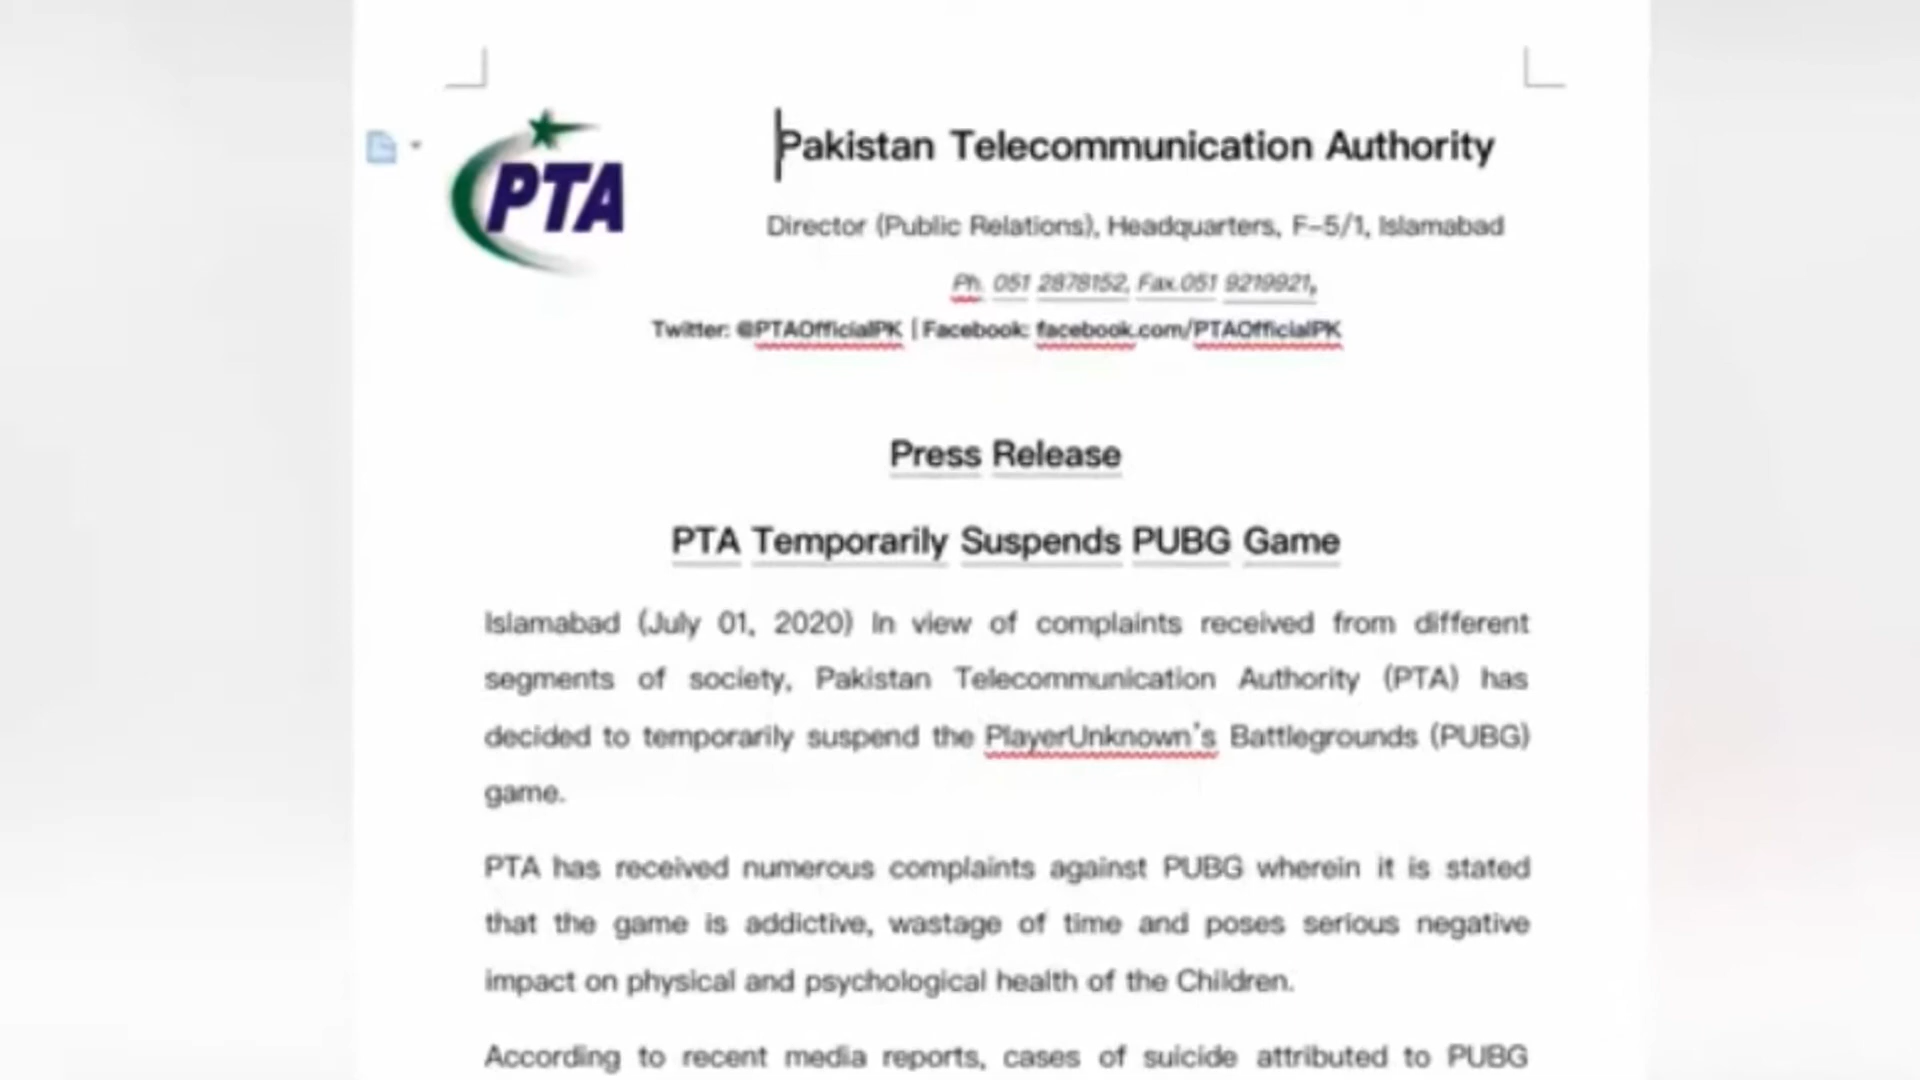 PTA
Pakistan Telecommunication Authority
Director (Public Relations), Headquarters, F-5/1, Islamabad
Ph. 051 2878152, Fax.051 9219921,
Twitter: @PTAOfficialPK | Facebook: facebook.com/PTAOfficialPK
Press Release
PTA Temporarily Suspends PUBG Game
Islamabad (July 01, 2020) In view of complaints received from different
segments of society, Pakistan Telecommunication Authority (PTA) has
decided to temporarily suspend the PlayerUnknown's Battlegrounds (PUBG)
game.
PTA has received numerous complaints against PUBG wherein it is stated
that the game is addictive, wastage of time and poses serious negative
impact on physical and psychological health of the Children.
According to recent media reports, cases of suicide attributed to PUBG